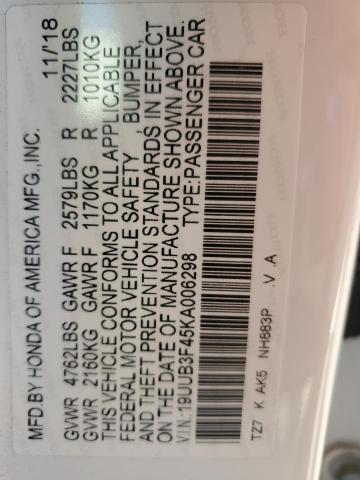 MFD.BY HONDA OF AMERICA MFG.,INC. 11/18
GVWR 4762LBS GAWR F 2579LBS R 2227LBS
GVWR 2160KG GAWR F 1170KG R 1010KG
THIS VEHICLE CONFORMS TO ALL APPLICABLE
FEDERAL MOTOR VEHICLE SAFETY BUMPER,
AND THEFT PREVENTION STANDARDS IN EFFECT
ON THE DATE OF MANUFACTURE SHOWN ABOVE.
V.I.N.:19UUB3F48KA006298 TYPE:PASSENGER CAR
TZ7 K AK5 NH883P .V .A